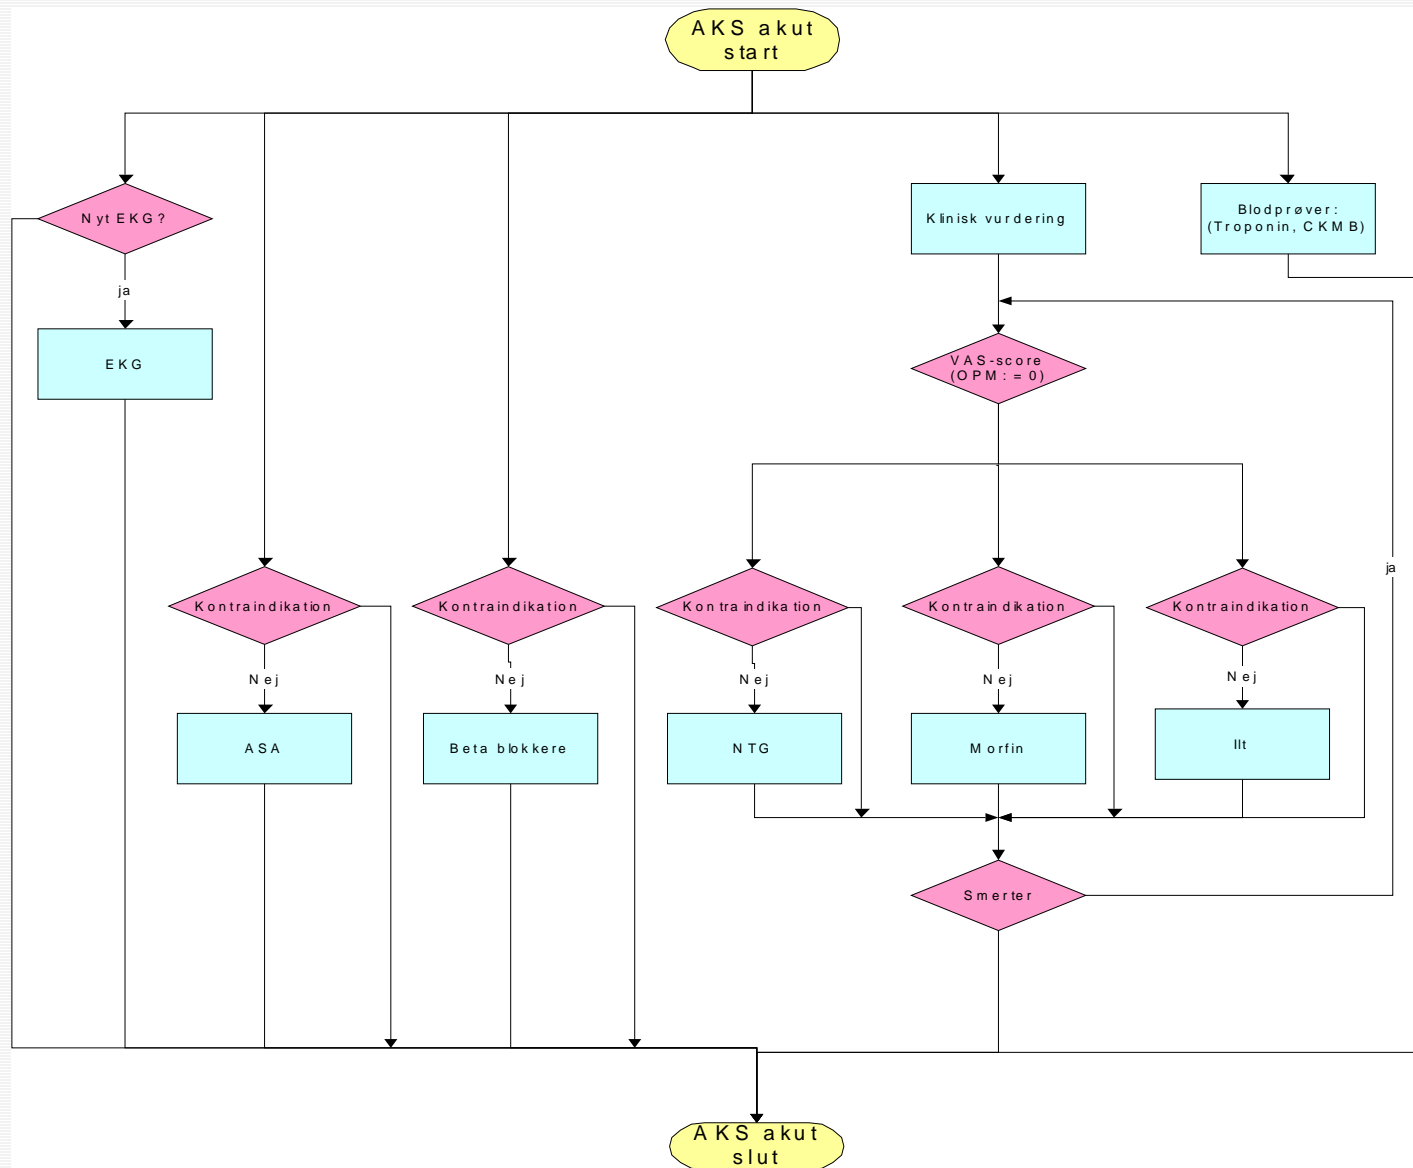 AKS akut
start
Nyt EKG?
Klinisk vurdering
Blodprøver:
(Troponin, CKMB)
ja
EKG
VAS-score
(OPM:=0)
ja
Kontraindikation
Kontraindikation
Kontraindikation
Kontraindikation
Kontraindikation
Nej
Nej
Nej
Nej
Nej
ASA
Beta blokkere
NTG
Morfin
Ilt
Smerter
AKS akut
slut